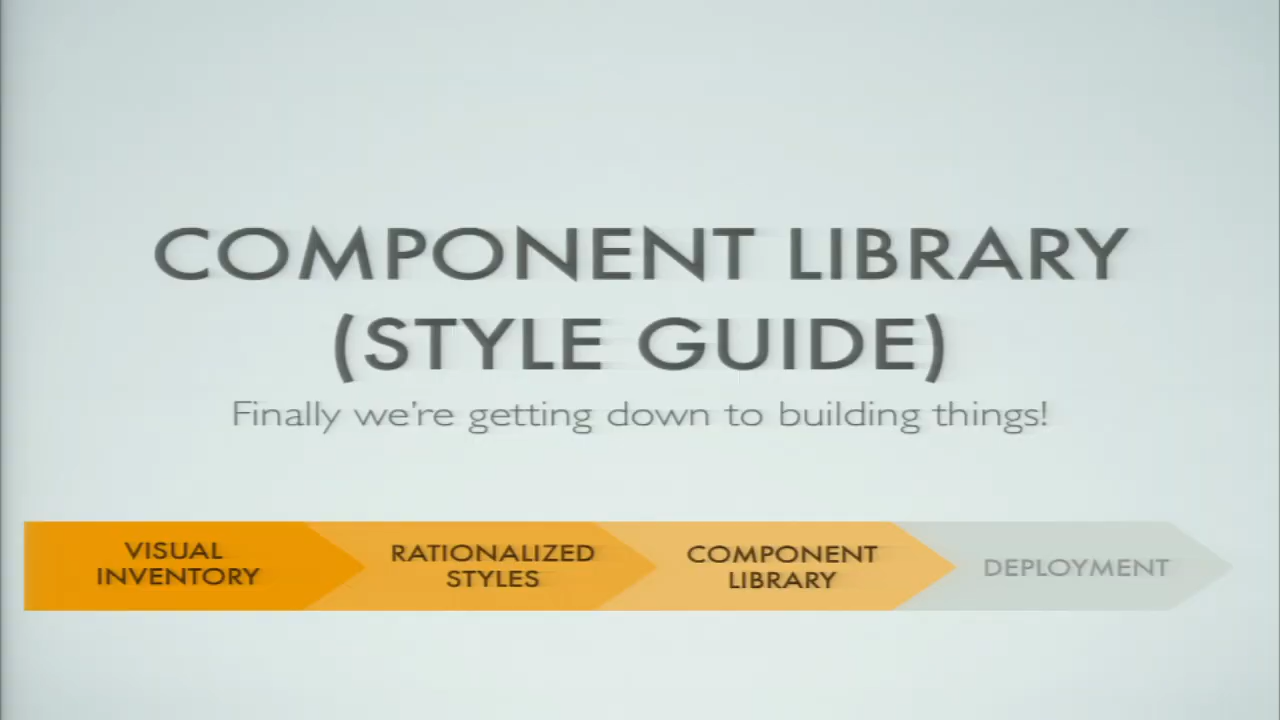 COMPONENT LIBRARY
(STYLE GUIDE)
Finally we're getting down to building things!
VISUAL
INVENTORY
RATIONALIZED
STYLES
COMPONENT
LIBRARY
DEPLOYMENT